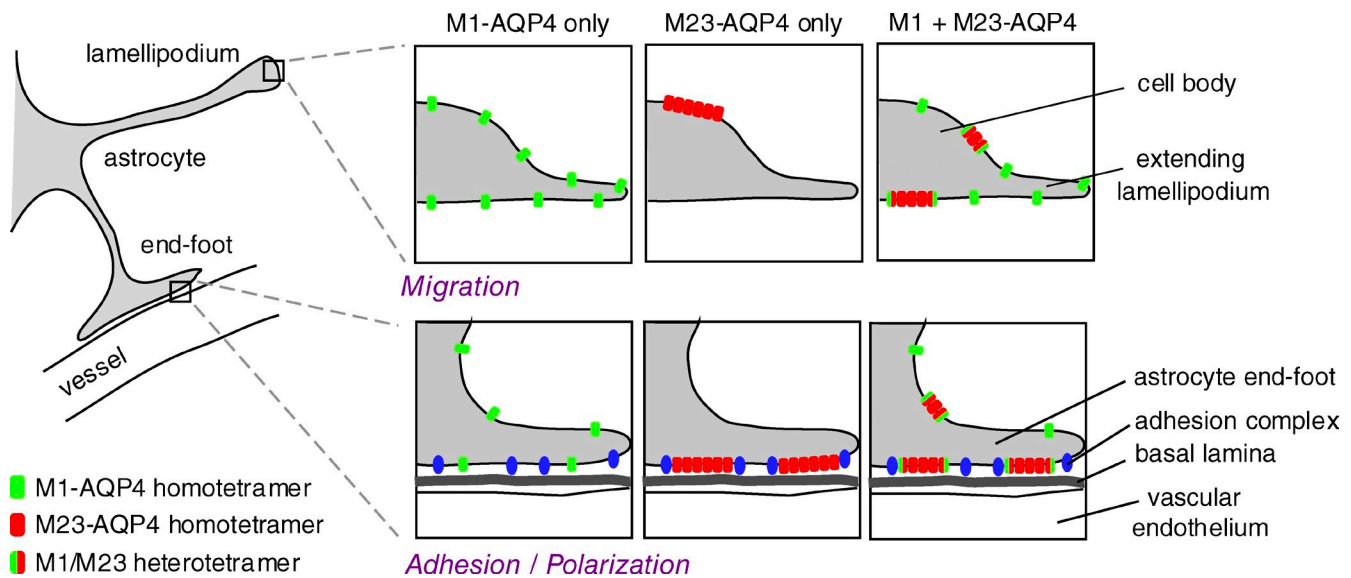 M1-AQP4 only
M23-AQP4 only
M1 + M23-AQP4
lamellipodium
astrocyte
end-foot
vessel
cell body
extending
lamellipodium
Migration
astrocyte end-foot
adhesion complex
basal lamina
vascular
endothelium
M1-AQP4 homotetramer
M23-AQP4 homotetramer
M1/M23 heterotetramer
Adhesion / Polarization